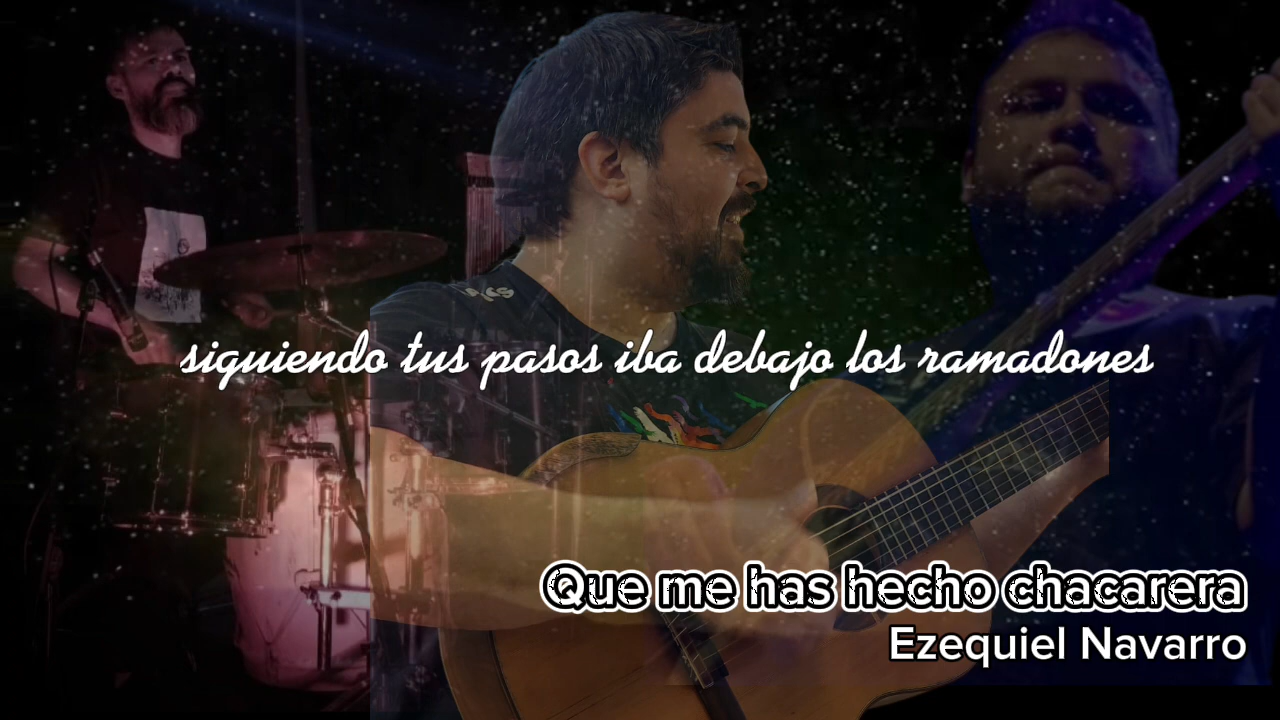 siguiendo tus pasos iba debajo los ramadones
Que me has hecho chacarera
Ezequiel Navarro